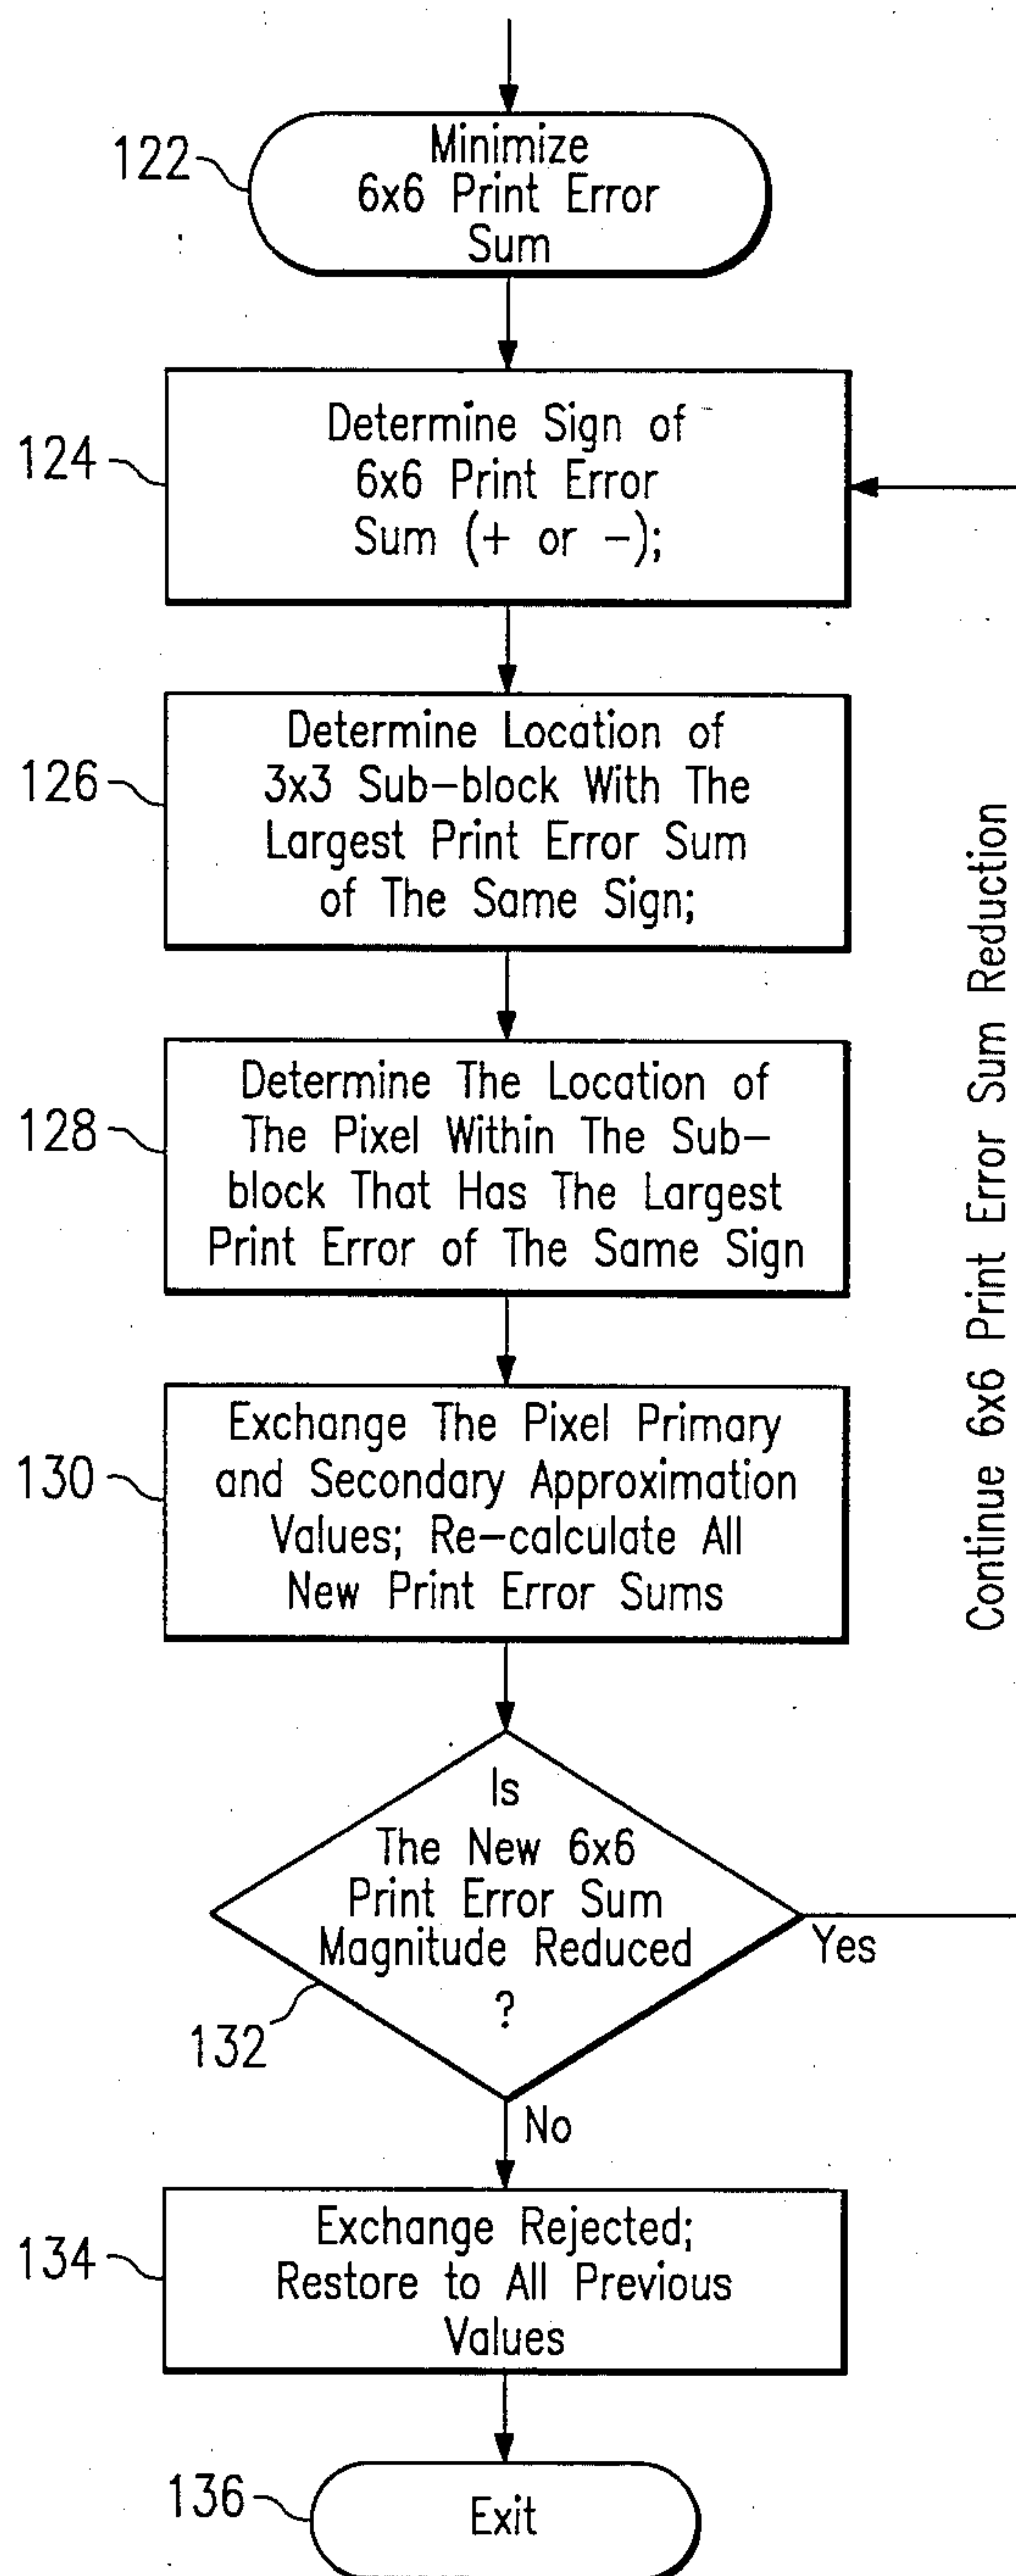 122
Minimize
6x6 Print Error
Sum
124
Determine Sign of
6x6 Print Error
Sum (+ or -);
126
Determine Location of
3x3 Sub-block With The
Largest Print Error Sum
of The Same Sign;
128
Determine The Location of
The Pixel Within The Sub-
block That Has The Largest
Print Error of The Same Sign
130
Exchange The Pixel Primary
and Secondary Approximation
Values; Re-calculate All
New Print Error Sums
Is
The New 6x6
Print Error Sum
Magnitude Reduced
?
132
Yes
No
Continue 6x6 Print Error Sum Reduction
134
Exchange Rejected;
Restore to All Previous
Values
136
Exit